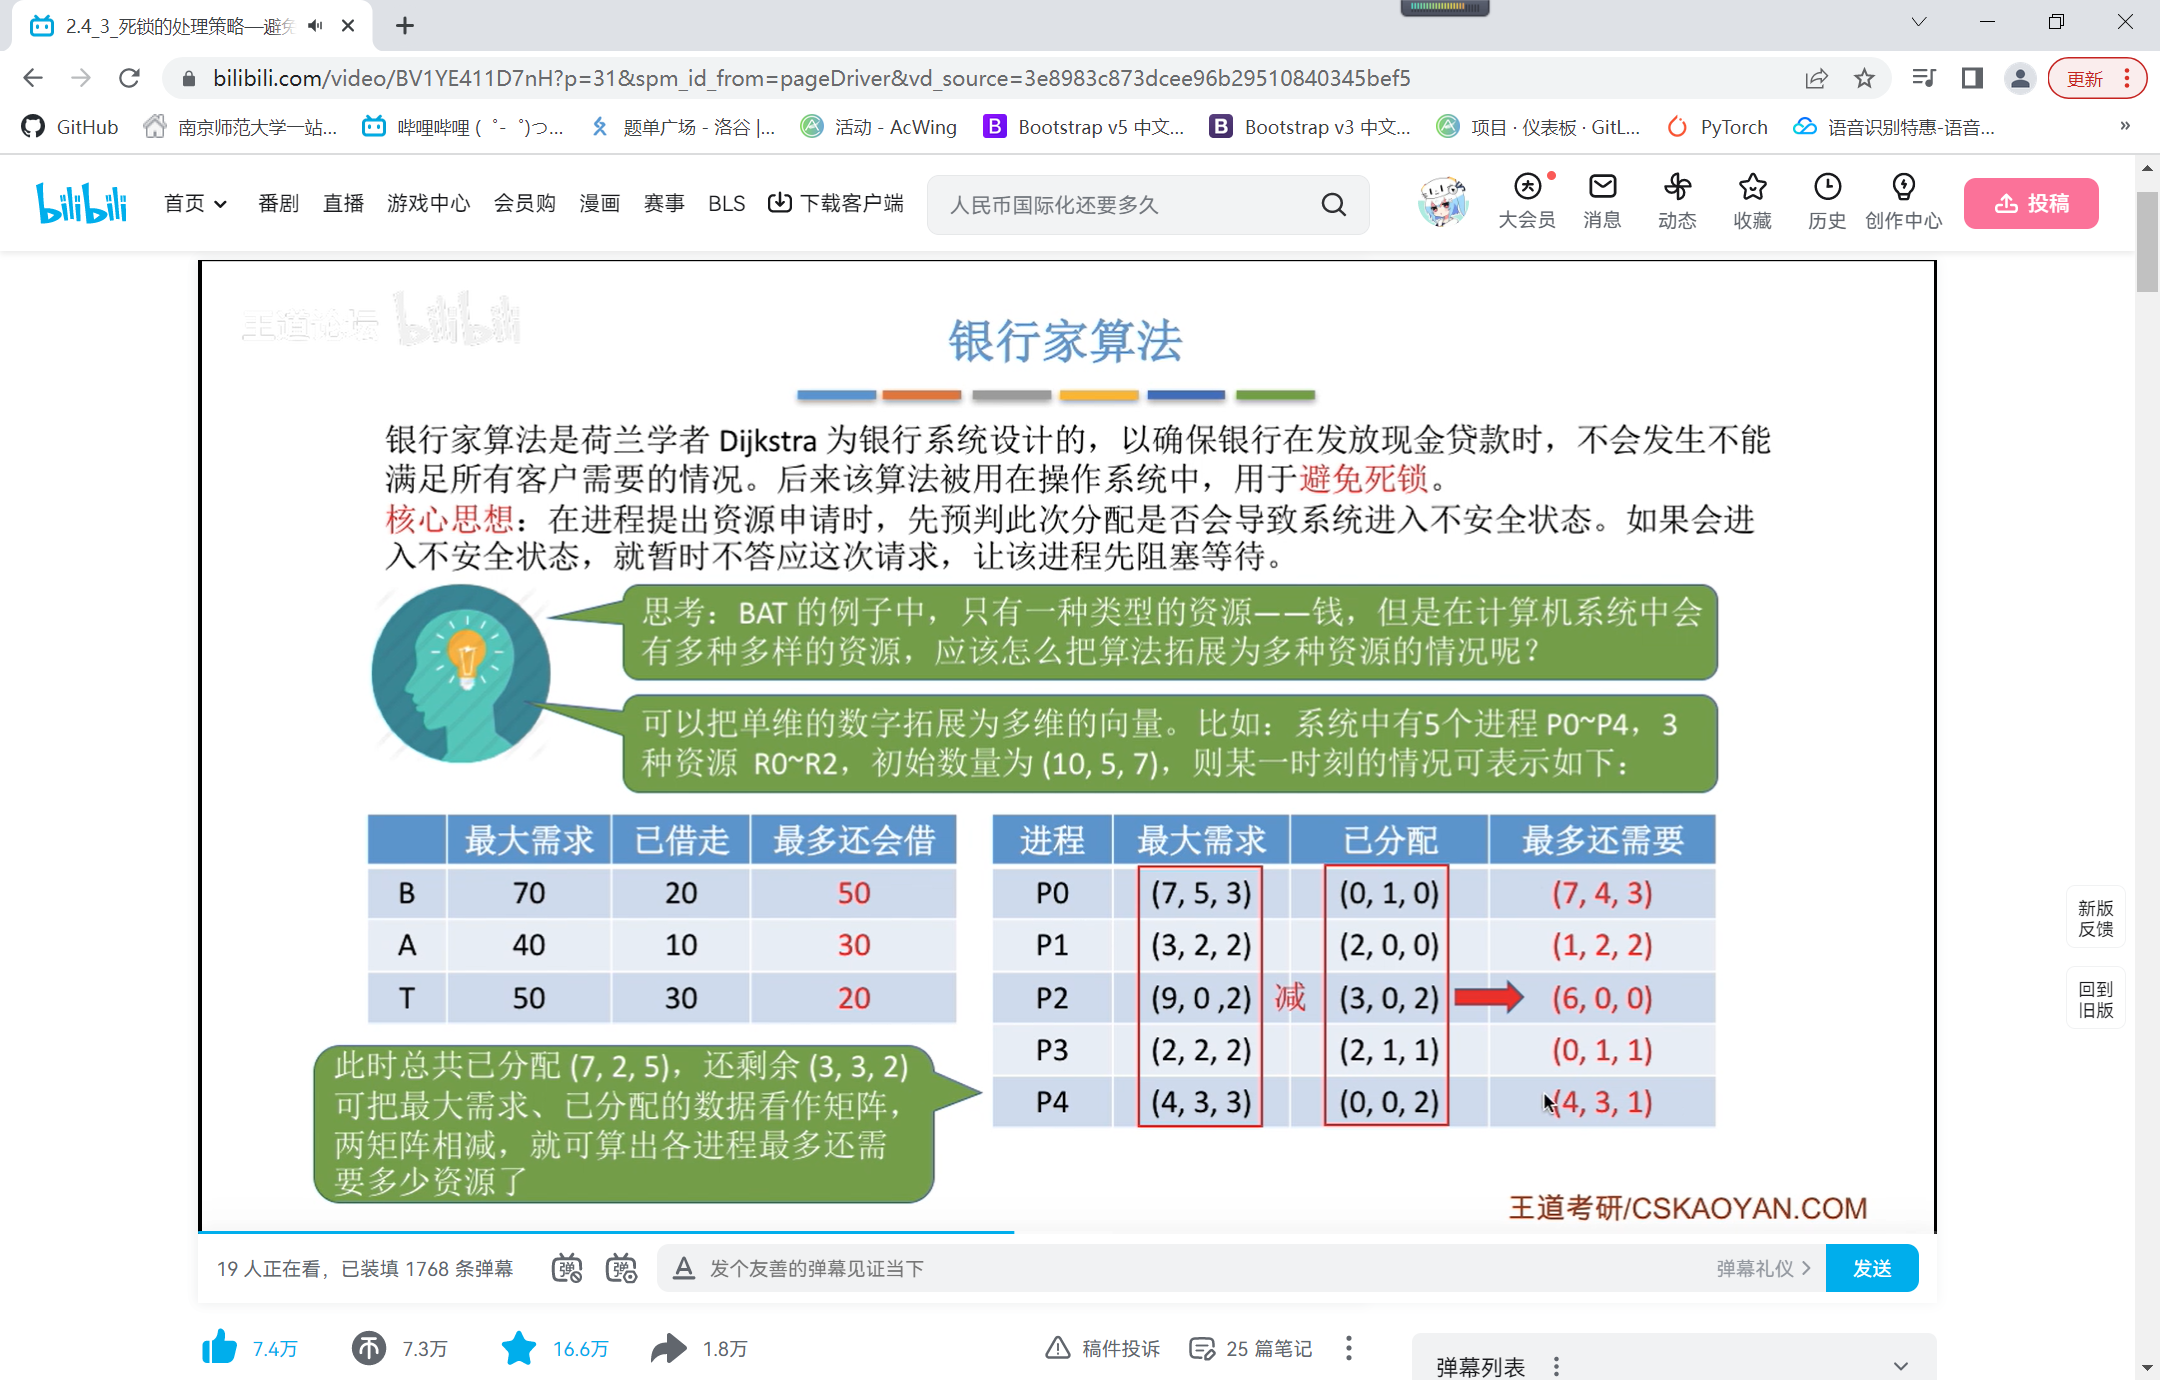 2.4_3_死锁的处理策略—避免
bilibili.com/video/BV1YE411D7nH?p=31&spm_id_from=pageDriver&vd_source=3e8983c873dcee96b29510840345bef5
更新
GitHub 南京师范大学一站... 哔哩哔哩 (゜-゜)つ... 题单广场 - 洛谷 |... 活动 - AcWing Bootstrap v5 中文... Bootstrap v3 中文... 项目 · 仪表板 · GitL... PyTorch 语音识别特惠-语音... »
bilibili 首页 番剧 直播 游戏中心 会员购 漫画 赛事 BLS 下载客户端 人民币国际化还要多久 大会员 消息 动态 收藏 历史 创作中心 投稿
王道论坛 bilibili
银行家算法
银行家算法是荷兰学者 Dijkstra 为银行系统设计的，以确保银行在发放现金贷款时，不会发生不能
满足所有客户需要的情况。后来该算法被用在操作系统中，用于避免死锁。
核心思想：在进程提出资源申请时，先预判此次分配是否会导致系统进入不安全状态。如果会进
入不安全状态，就暂时不答应这次请求，让该进程先阻塞等待。
思考：BAT 的例子中，只有一种类型的资源——钱，但是在计算机系统中会
有多种多样的资源，应该怎么把算法拓展为多种资源的情况呢？
可以把单维的数字拓展为多维的向量。比如：系统中有5个进程 P0~P4，3
种资源 R0~R2，初始数量为 (10, 5, 7)，则某一时刻的情况可表示如下：
最大需求 已借走 最多还会借
B 70 20 50
A 40 10 30
T 50 30 20
进程 最大需求 已分配 最多还需要
P0 (7, 5, 3) (0, 1, 0) (7, 4, 3)
P1 (3, 2, 2) (2, 0, 0) (1, 2, 2)
P2 (9, 0 ,2) 减 (3, 0, 2) (6, 0, 0)
P3 (2, 2, 2) (2, 1, 1) (0, 1, 1)
P4 (4, 3, 3) (0, 0, 2) (4, 3, 1)
此时总共已分配 (7, 2, 5)，还剩余 (3, 3, 2)
可把最大需求、已分配的数据看作矩阵，
两矩阵相减，就可算出各进程最多还需
要多少资源了
王道考研/CSKAOYAN.COM
新版
反馈
回到
旧版
19 人正在看，已装填 1768 条弹幕 弹 弹 A 发个友善的弹幕见证当下 弹幕礼仪 > 发送
7.4万 7.3万 16.6万 1.8万 稿件投诉 25 篇笔记
弹幕列表